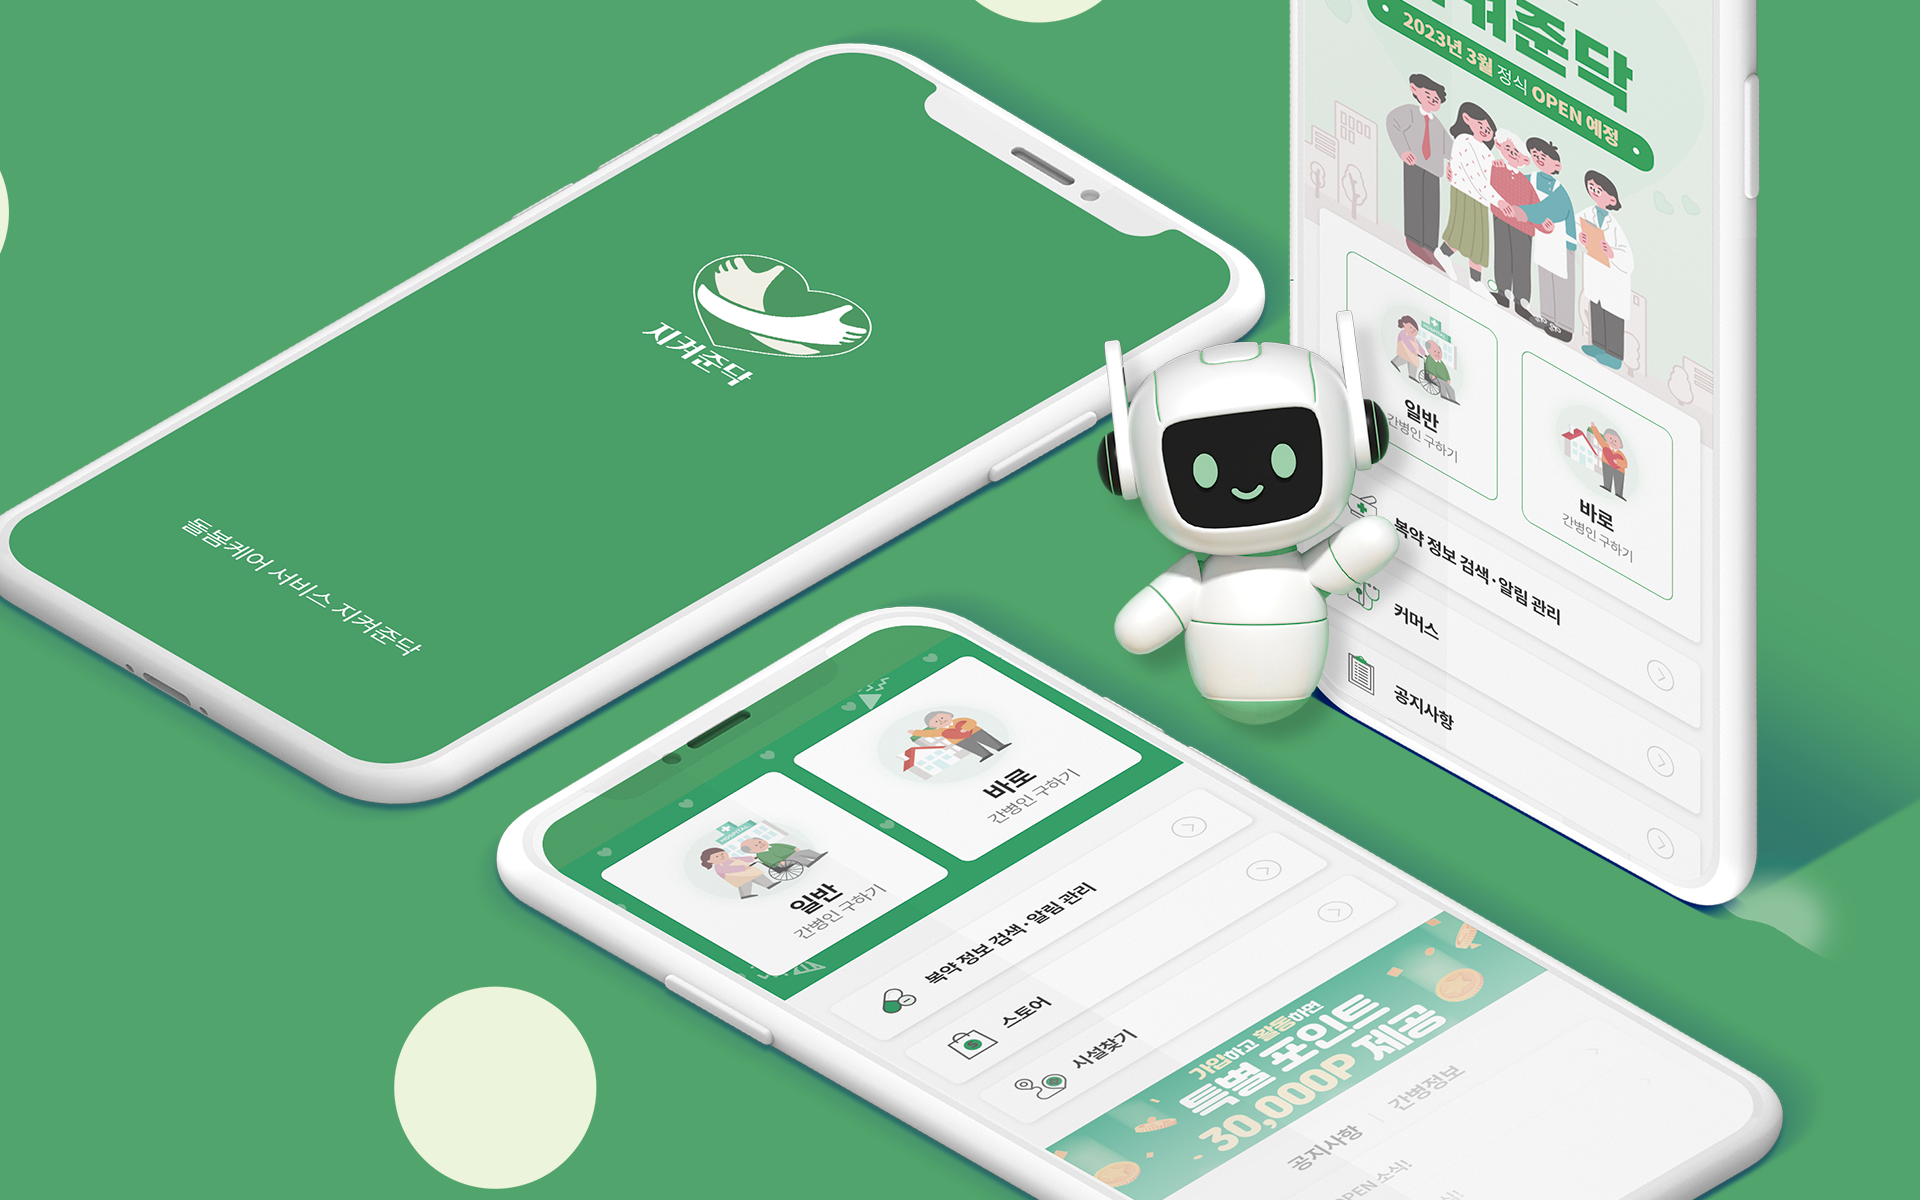 지켜준닥
돌봄케어 서비스 지켜준닥
켜준닥
2023년 3월 정식 OPEN 예정
일반
간병인 구하기
바로
간병인 구하기
복약 정보 검색·알림 관리
커머스
공지사항
바로
간병인 구하기
HOSPITAL
일반
간병인 구하기
복약 정보 검색·알림 관리
스토어
시설찾기
가입하고 활동하면
특별 포인트
30,000P 제공
공지사항
간병정보
OPEN 소식!